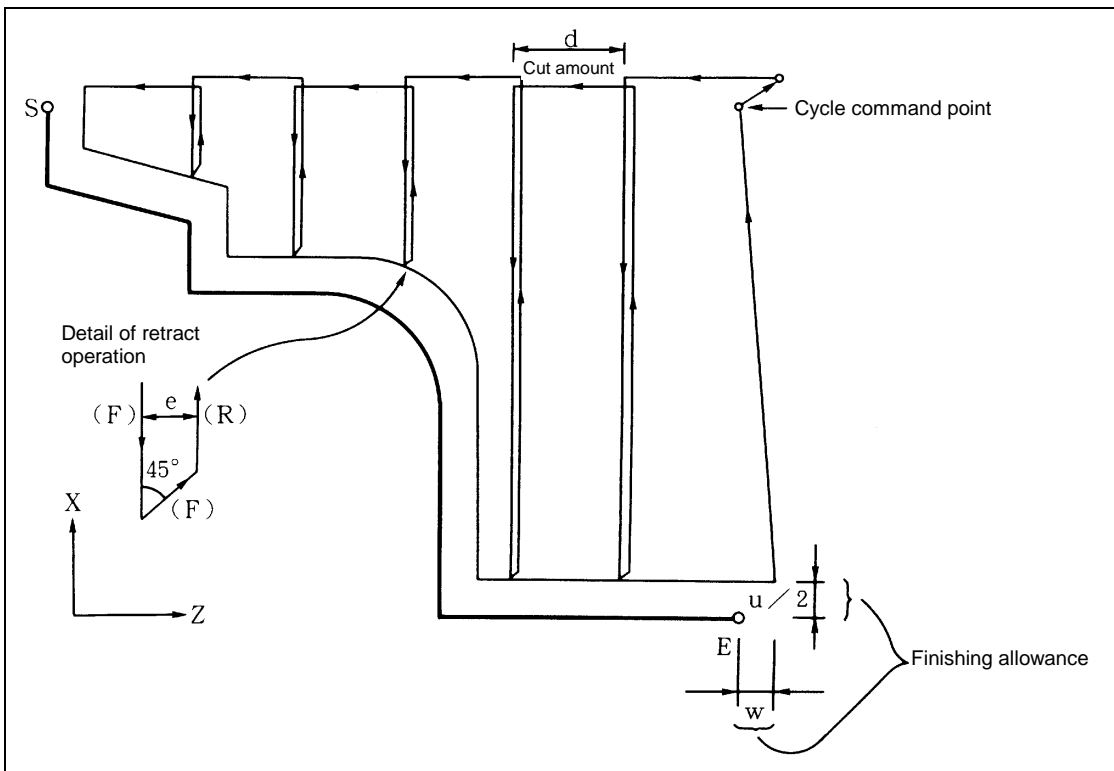 d
Cut amount
S
Cycle command point
Detail of retract
operation
(F)
e
(R)
45°
(F)
X
Z
u／2
E
Finishing allowance
w